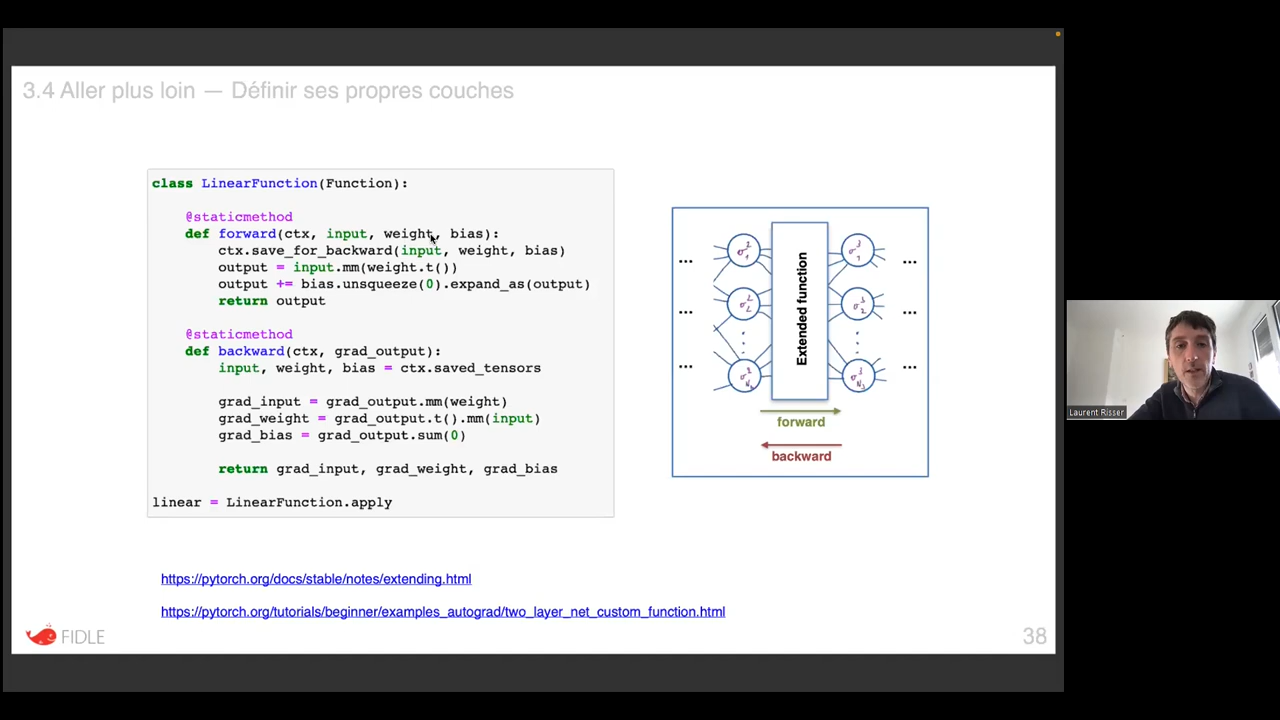 3.4 Aller plus loin — Définir ses propres couches
class LinearFunction(Function):
@staticmethod
def forward(ctx, input, weight, bias):
ctx.save_for_backward(input, weight, bias)
output = input.mm(weight.t())
output += bias.unsqueeze(0).expand_as(output)
return output
@staticmethod
def backward(ctx, grad_output):
input, weight, bias = ctx.saved_tensors
grad_input = grad_output.mm(weight)
grad_weight = grad_output.t().mm(input)
grad_bias = grad_output.sum(0)
return grad_input, grad_weight, grad_bias
linear = LinearFunction.apply
...
...
...
Extended function
...
...
...
forward
backward
https://pytorch.org/docs/stable/notes/extending.html
https://pytorch.org/tutorials/beginner/examples_autograd/two_layer_net_custom_function.html
FIDLE
38
Laurent Risser